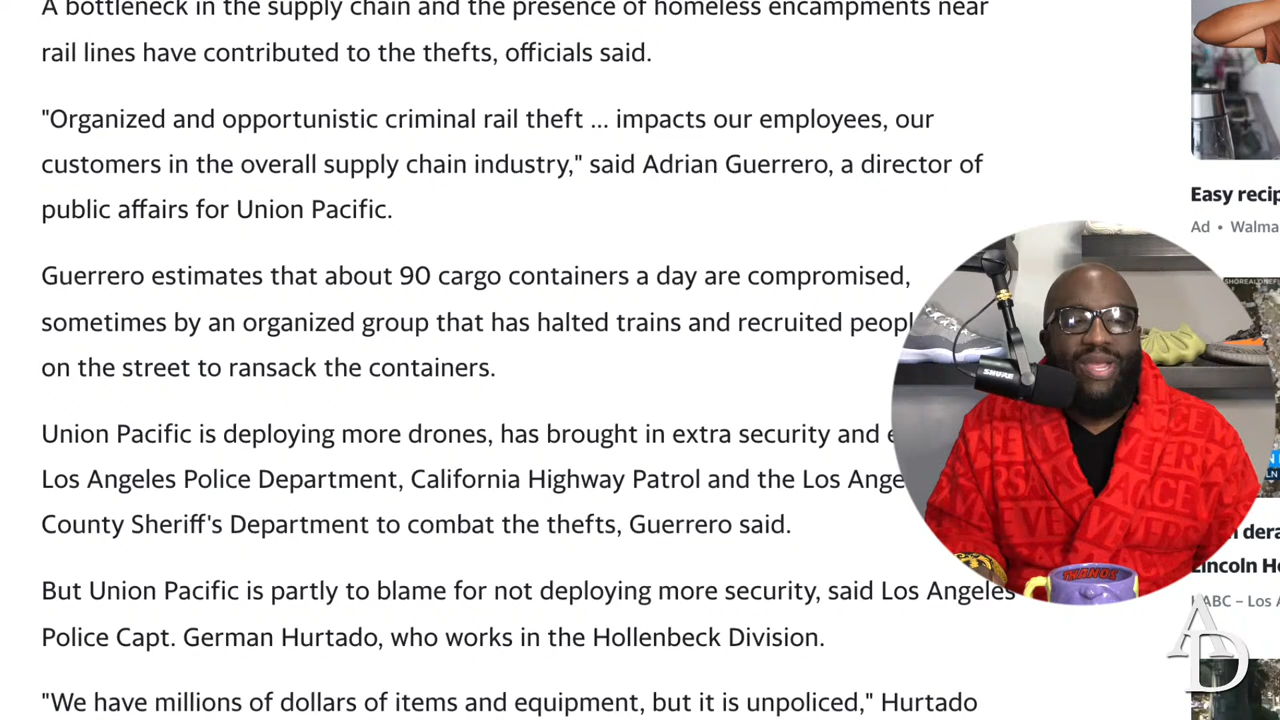 A bottleneck in the supply chain and the presence of homeless encampments near
rail lines have contributed to the thefts, officials said.
"Organized and opportunistic criminal rail theft ... impacts our employees, our
customers in the overall supply chain industry," said Adrian Guerrero, a director of
public affairs for Union Pacific.
Guerrero estimates that about 90 cargo containers a day are compromised,
sometimes by an organized group that has halted trains and recruited peopl
on the street to ransack the containers.
Union Pacific is deploying more drones, has brought in extra security and
Los Angeles Police Department, California Highway Patrol and the Los Ange
County Sheriff's Department to combat the thefts, Guerrero said.
But Union Pacific is partly to blame for not deploying more security, said Los Angeles
Police Capt. German Hurtado, who works in the Hollenbeck Division.
"We have millions of dollars of items and equipment, but it is unpoliced," Hurtado
Easy recip
Ad • Walma
dera
Lincoln He
ABC – Los A
SHURE
THANOS
AD